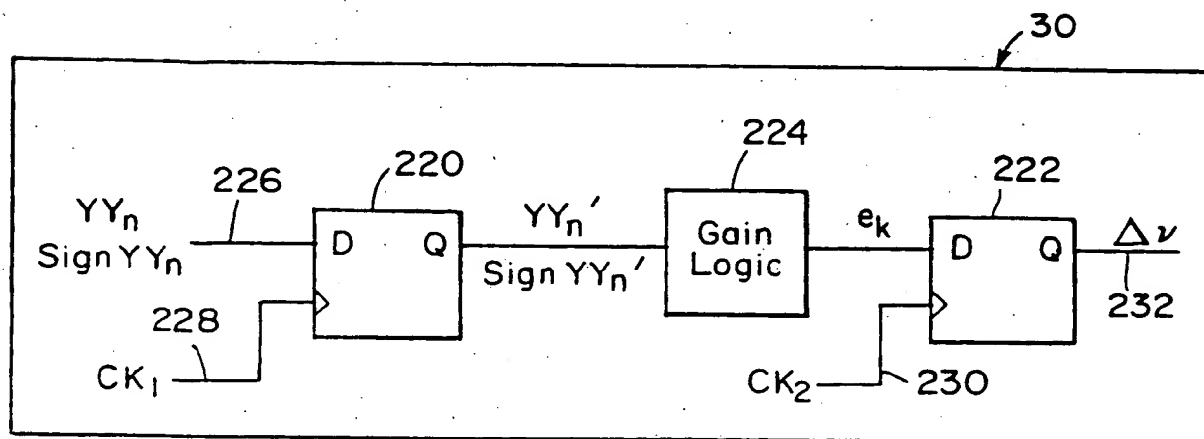 30
226
220
224
222
YYn
Sign YYn
D Q
YYn′
Sign YYn′
Gain
Logic
ek
D Q
Δν
232
228
CK1
CK2
230